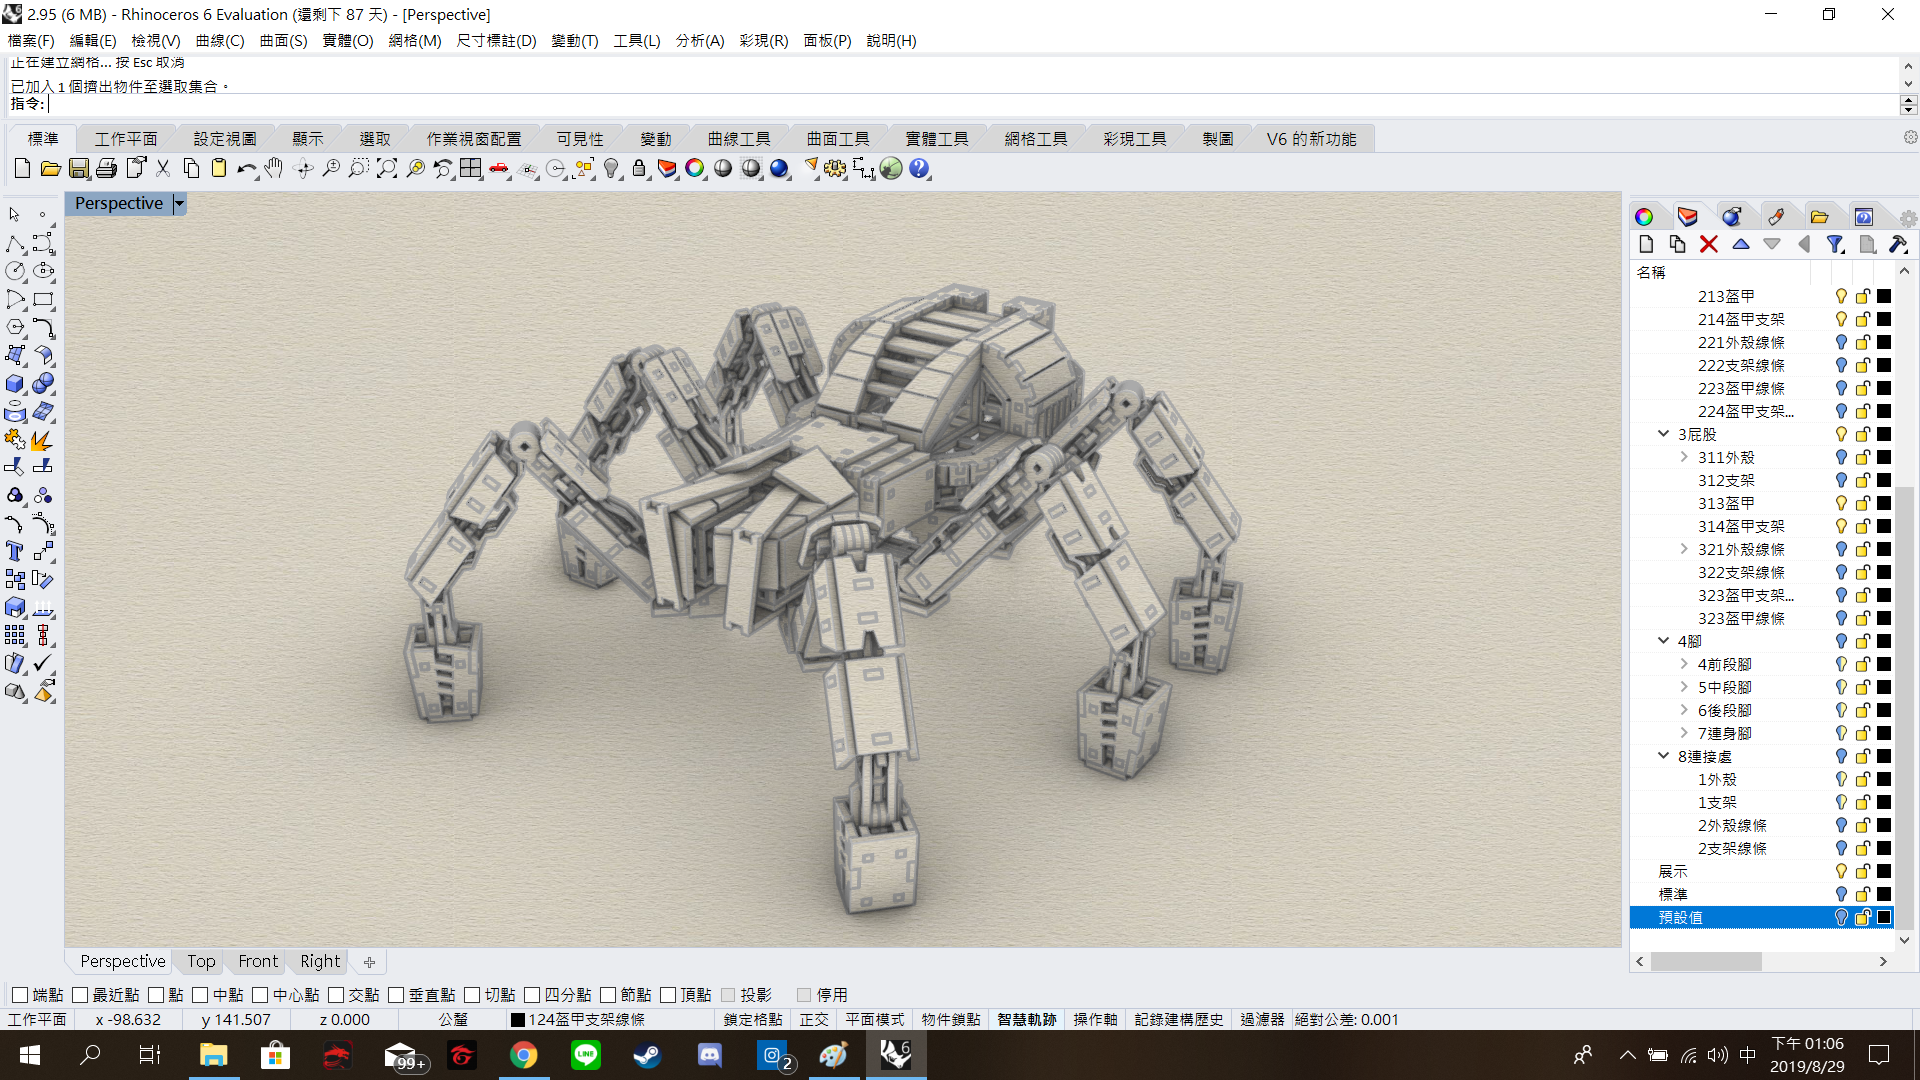 2.95 (6 MB) - Rhinoceros 6 Evaluation (還剩下 87 天) - [Perspective]
檔案(F) 編輯(E) 檢視(V) 曲線(C) 曲面(S) 實體(O) 網格(M) 尺寸標註(D) 變動(T) 工具(L) 分析(A) 彩現(R) 面板(P) 說明(H)
正在建立網格... 按 Esc 取消
已加入 1 個擠出物件至選取集合。
指令:
標準 工作平面 設定視圖 顯示 選取 作業視窗配置 可見性 變動 曲線工具 曲面工具 實體工具 網格工具 彩現工具 製圖 V6 的新功能
Perspective
名稱
213盔甲
214盔甲支架
221外殼線條
222支架線條
223盔甲線條
224盔甲支架...
3屁股
311外殼
312支架
313盔甲
314盔甲支架
321外殼線條
322支架線條
323盔甲支架...
323盔甲線條
4腳
4前段腳
5中段腳
6後段腳
7連身腳
8連接處
1外殼
1支架
2外殼線條
2支架線條
展示
標準
預設值
Perspective Top Front Right
端點 最近點 點 中點 中心點 交點 垂直點 切點 四分點 節點 頂點 投影 停用
工作平面 x -98.632 y 141.507 z 0.000 公釐 124盔甲支架線條 鎖定格點 正交 平面模式 物件鎖點 智慧軌跡 操作軸 記錄建構歷史 過濾器 絕對公差: 0.001
99+
LINE
2
6
中
下午 01:06
2019/8/29